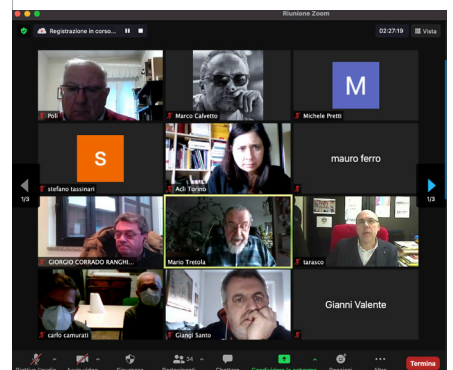 Riunione Zoom
Registrazione in corso...
02:27:19
Vista
Poli
Marco Calvetto
M
Michele Pretti
S
stefano tassinari
Acli Torino
mauro ferro
1/3
1/3
GIORGIO CORRADO RANGHI...
Mario Tretola
tarasco
carlo camurati
Giangi Santo
Gianni Valente
34
Termina